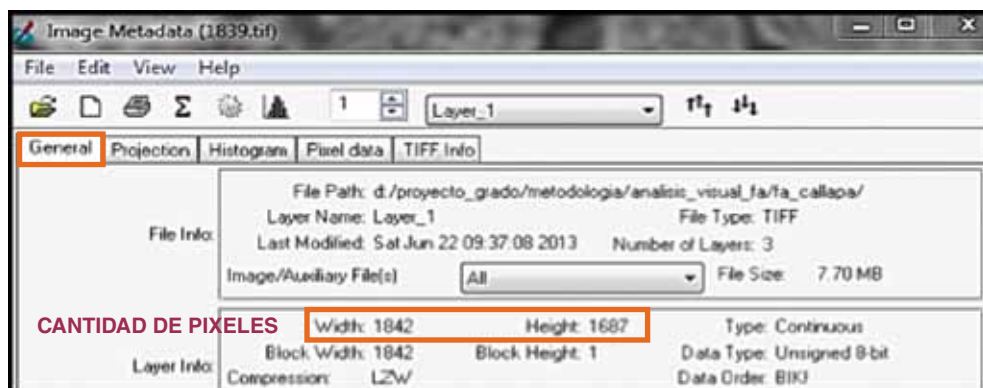 Image Metadata (1839.tif)
File Edit View Help
1 Layer_1
General Projection Histogram Pixel data TIFF Info
File Path: d:/proyecto_grado/metodologia/analisis_visual_fa/fa_callapa/
Layer Name: Layer_1 File Type: TIFF
File Info: Last Modified: Sat Jun 22 09:37:08 2013 Number of Layers: 3
Image/Auxiliary File(s) All File Size: 7.70 MB
CANTIDAD DE PIXELES Width: 1842 Height: 1687 Type: Continuous
Block Width: 1842 Block Height: 1 Data Type: Unsigned 8-bit
Layer Info: Compression: LZW Data Order: BIKJ